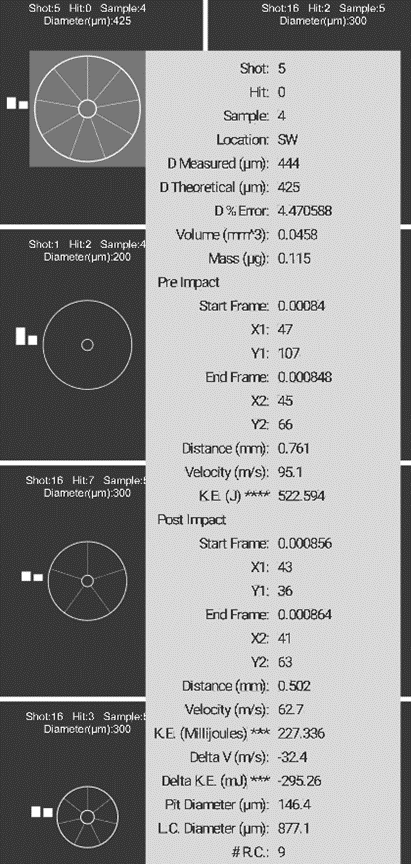 Shot:5 Hit:0 Sample:4
Diameter(µm):425
Shot:16 Hit:2 Sample:5
Diameter(µm):300
Shot:1 Hit:2 Sample:4
Diameter(µm):200
Shot:16 Hit:7 Sample:
Diameter(µm):300
Shot:16 Hit:3 Sample:
Diameter(µm):300
Shot: 5
Hit: 0
Sample: 4
Location: SW
D Measured (µm): 444
D Theoretical (µm): 425
D % Error: 4.470588
Volume (mm^3): 0.0458
Mass (µg): 0.115
Pre Impact
Start Frame: 0.00084
X1: 47
Y1: 107
End Frame: 0.000848
X2: 45
Y2: 66
Distance (mm): 0.761
Velocity (m/s): 95.1
K.E. (J) **** 522.594
Post Impact
Start Frame: 0.000856
X1: 43
Y1: 36
End Frame: 0.000864
X2: 41
Y2: 63
Distance (mm): 0.502
Velocity (m/s): 62.7
K.E. (Millijoules) *** 227.336
Delta V (m/s): -32.4
Delta K.E. (mJ) *** -295.26
Pit Diameter (µm): 146.4
L.C. Diameter (µm): 877.1
# R.C.: 9